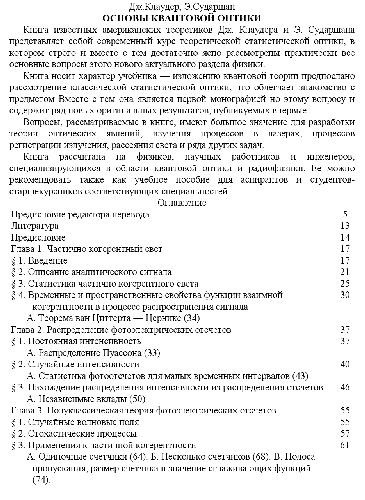 Дж.Клаудер, Э.Сударшан
ОСНОВЫ КВАНТОВОЙ ОПТИКИ
Книга известных американских теоретиков Дж. Клаудера и Э. Сударшана
представляет собой современный курс теоретической статистической оптики, в
котором строго и вместе с тем достаточно ясно рассмотрены практически все
основные вопросы этого нового актуального раздела физики.
Книга носит характер учебника — изложению квантовой теории предпослано
рассмотрение классической статистической оптики, что облегчает знакомство с
предметом Вместе с тем она является первой монографией по этому вопросу и
содержит ряд новых оригинальных результатов, публикуемых впервые
Вопросы, рассматриваемые в книге, имеют большое значение для разработки
теории оптических явлений, изучения процессов в лазерах, процессов
регистрации излучения, рассеяния света и ряда других задач.
Книга рассчитана на физиков, научных работников и инженеров,
специализирующихся в области квантовой оптики и радиофизики. Ее можно
рекомендовать также как учебное пособие для аспирантов и студентов-
старшекурсников соответствующих специальностей
Оглавление
Предисловие редактора перевода 5
Литература 13
Предисловие 14
Глава 1. Частично когерентный свет 17
§ 1. Введение 17
§ 2. Описание аналитического сигнала 21
§ 3. Статистика частично когерентного света 25
§ 4. Временные и пространственные свойства функции взаимной 30
когерентности в процессе распространения сигнала
А. Теорема ван Циттерта — Цернике (34)
Глава 2. Распределение фотоэлектрических отсчетов 37
§ 1. Постоянная интенсивность 37
А. Распределение Пуассона (33)
§ 2. Случайные интенсивности 40
А. Статистика фотоотсчетов для малых временных интервалов (43)
§ 3. Нахождение распределения интенсивности из распределения отсчетов 46
А. Независимые вклады (50)
Глава 3. Полуклассическая теория фотоэлектрических отсчетов 55
§ 1. Случайные волновые поля 55
§ 2. Стохастические процессы 57
§ 3. Применения к частичной когерентности 61
А. Одиночные счетчики (64). Б. Несколько счетчиков (68). В. Полоса
пропускания, размер счетчика и значение сглаживающих функций
(74).